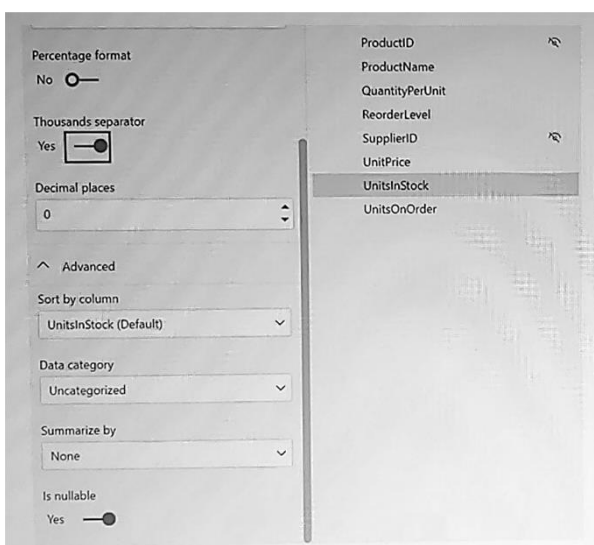 Percentage format
No
Thousands separator
Yes
Decimal places
0
Advanced
Sort by column
UnitsInStock (Default)
Data category
Uncategorized
Summarize by
None
Is nullable
Yes
ProductID
ProductName
QuantityPerUnit
ReorderLevel
SupplierID
UnitPrice
UnitsInStock
UnitsOnOrder